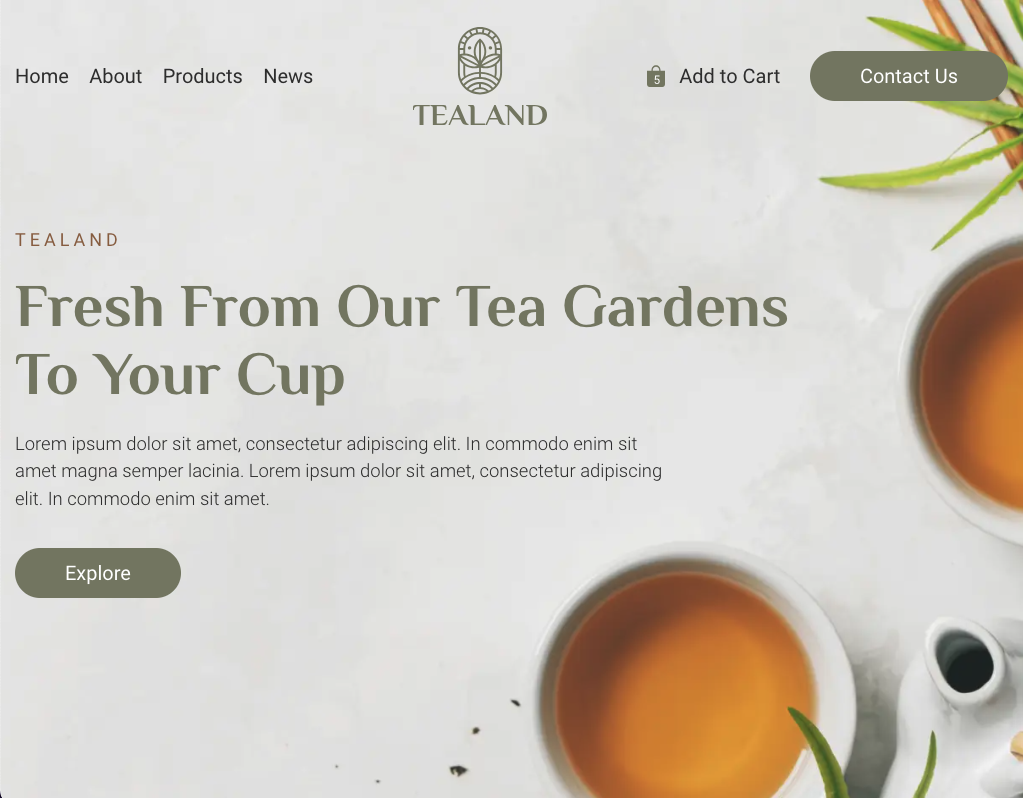 Home About Products News
TEALAND
5 Add to Cart
Contact Us
TEALAND
Fresh From Our Tea Gardens
To Your Cup
Lorem ipsum dolor sit amet, consectetur adipiscing elit. In commodo enim sit
amet magna semper lacinia. Lorem ipsum dolor sit amet, consectetur adipiscing
elit. In commodo enim sit amet.
Explore